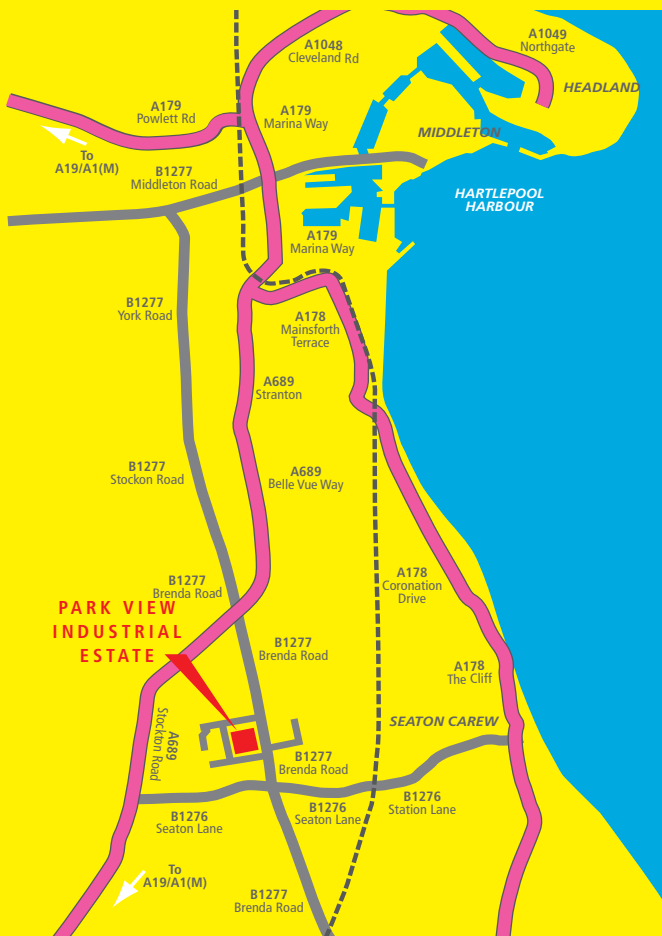 A1049
Northgate
A1048
Cleveland Rd
HEADLAND
A179
Powlett Rd
A179
Marina Way
MIDDLETON
To
A19/A1(M)
B1277
Middleton Road
HARTLEPOOL
HARBOUR
A179
Marina Way
B1277
York Road
A178
Mainsforth
Terrace
A689
Stranton
B1277
Stockon Road
A689
Belle Vue Way
B1277
Brenda Road
A178
Coronation
Drive
PARK VIEW
INDUSTRIAL
ESTATE
B1277
Brenda Road
A178
The Cliff
SEATON CAREW
A689
Stockton Road
B1277
Brenda Road
B1276
Station Lane
B1276
Seaton Lane
B1276
Seaton Lane
To
A19/A1(M)
B1277
Brenda Road